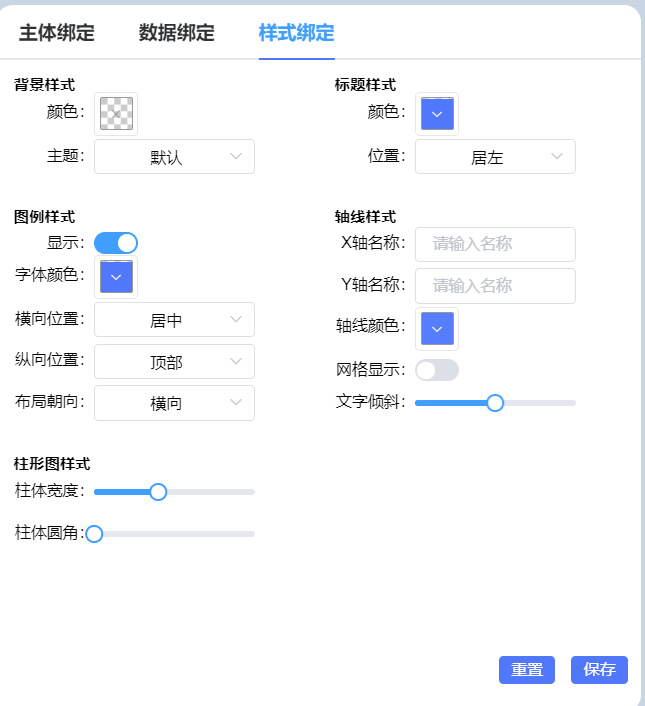 主体绑定 数据绑定 样式绑定
背景样式
颜色：
主题： 默认
标题样式
颜色：
位置： 居左
图例样式
显示：
字体颜色：
横向位置： 居中
纵向位置： 顶部
布局朝向： 横向
轴线样式
X轴名称： 请输入名称
Y轴名称： 请输入名称
轴线颜色：
网格显示：
文字倾斜：
柱形图样式
柱体宽度：
柱体圆角：
重置 保存